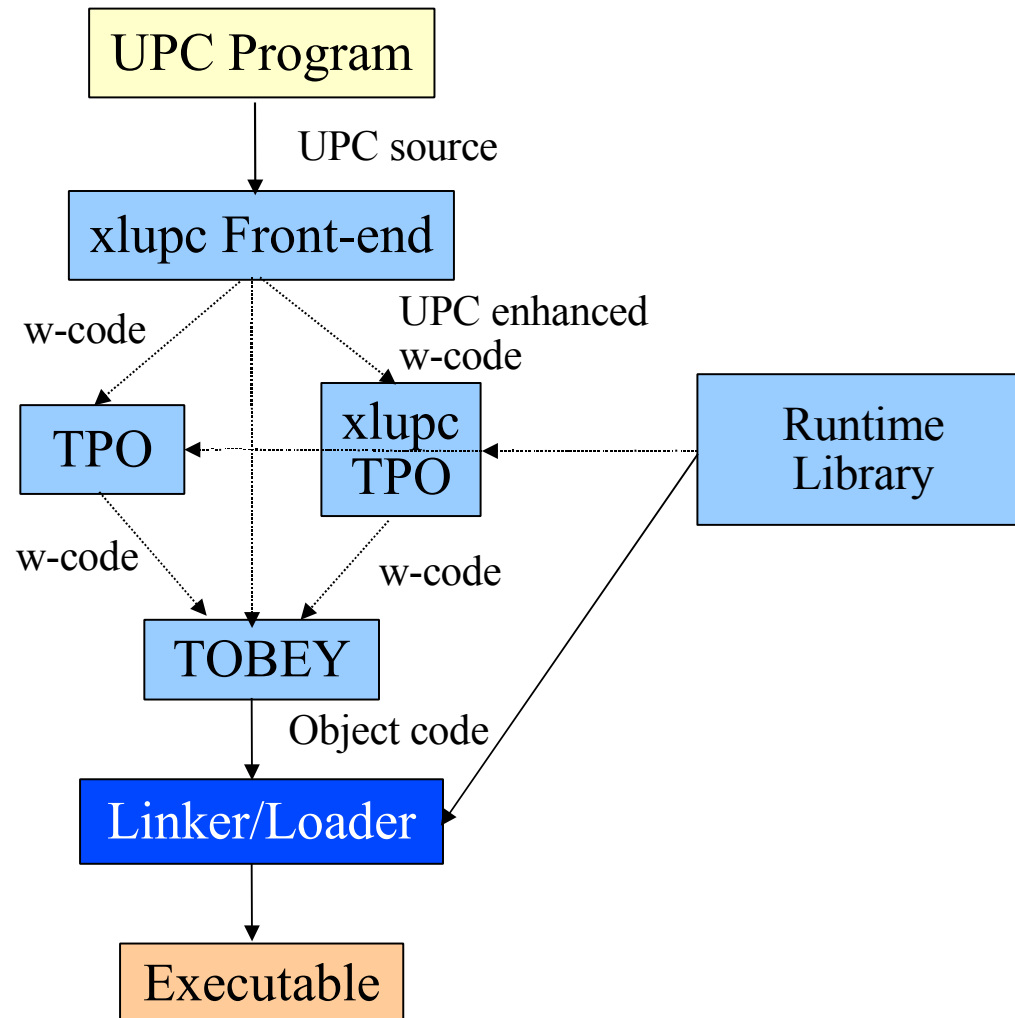 UPC Program
UPC source
xlupc Front-end
w-code
UPC enhanced
w-code
TPO
xlupc
TPO
Runtime
Library
w-code
w-code
TOBEY
Object code
Linker/Loader
Executable